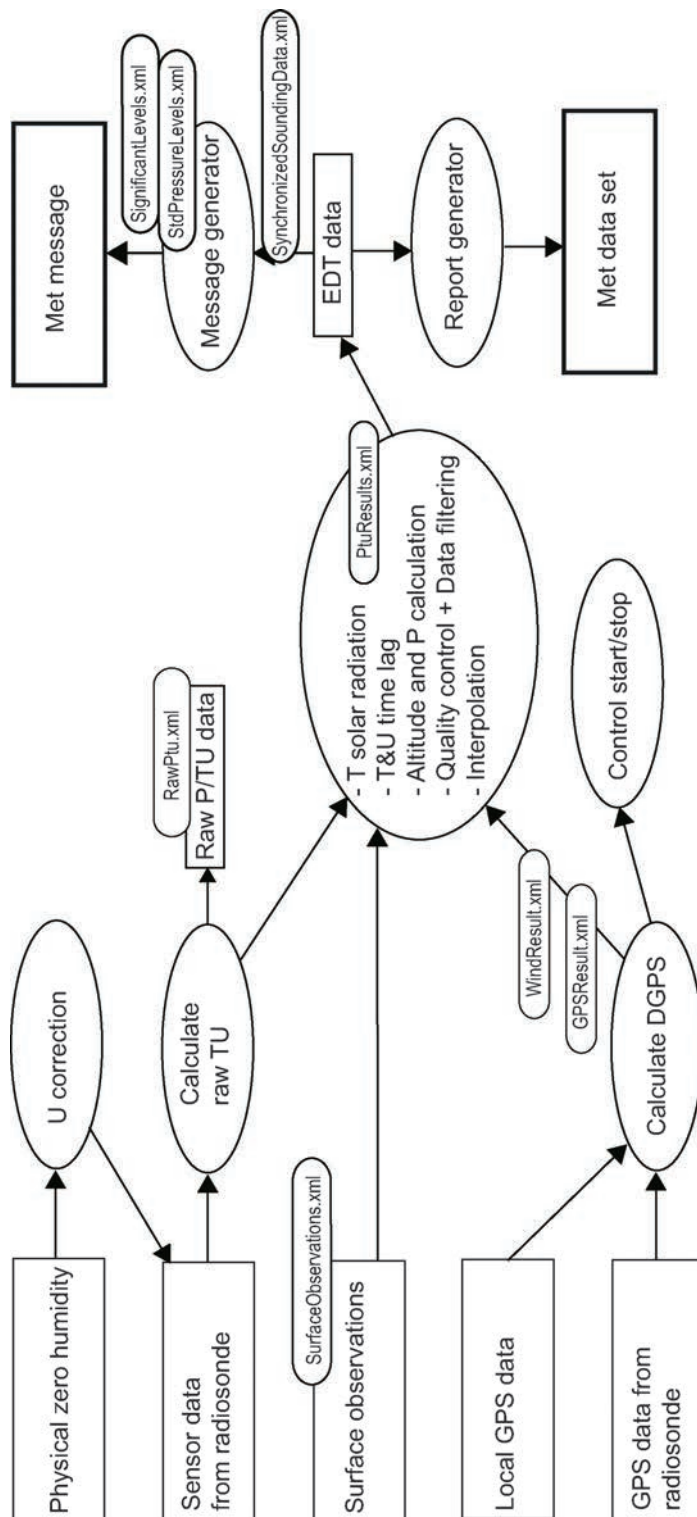 Physical zero humidity
U correction
Sensor data
from radiosonde
Calculate
raw TU
RawPtu.xml
Raw P/TU data
SurfaceObservations.xml
Surface observations
Local GPS data
GPS data from
radiosonde
Calculate DGPS
WindResult.xml
GPSResult.xml
Control start/stop
PtuResults.xml
- T solar radiation
- T&U time lag
- Altitude and P calculation
- Quality control + Data filtering
- Interpolation
Met message
SignificantLevels.xml
StdPressureLevels.xml
Message generator
SynchronizedSoundingData.xml
EDT data
Report generator
Met data set